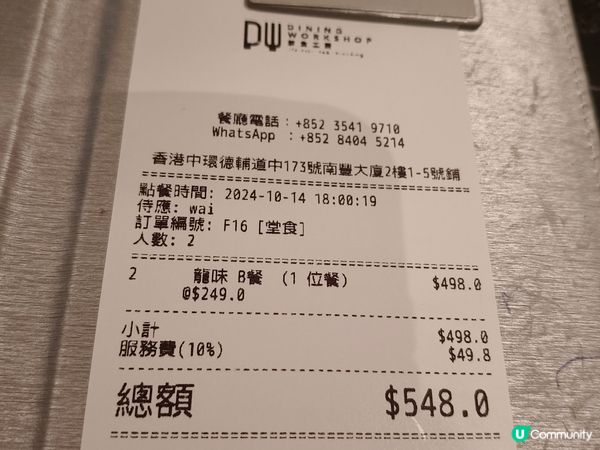 DW DINING
WORKSHOP
餐廳電話：+852 3541 9710
WhatsApp ：+852 8404 5214
香港中環德輔道中173號南豐大廈2樓1-5號鋪
點餐時間: 2024-10-14 18:00:19
侍應: wai
訂單編號: F16 [堂食]
人數: 2
2 龍味 B餐 (1 位餐) $498.0
@$249.0
小計 $498.0
服務費(10%) $49.8
總額 $548.0
U Community